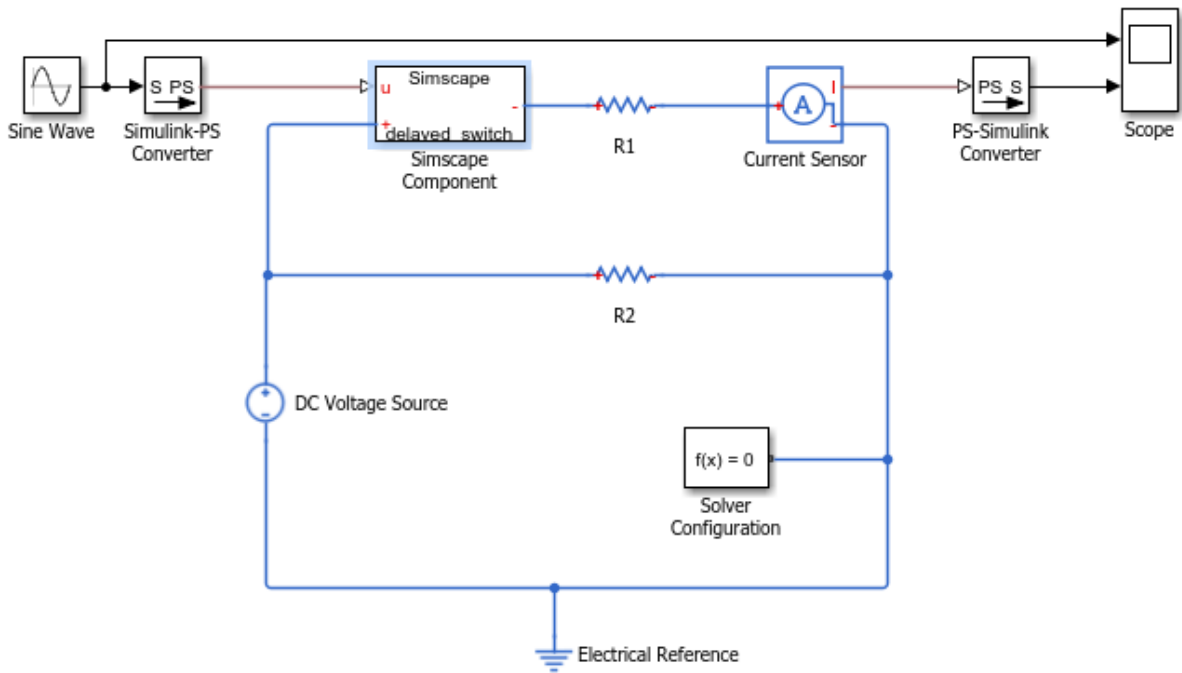 Sine Wave
S PS
Simulink-PS
Converter
Simscape
u
+
-
delayed_switch
Simscape
Component
+
-
R1
+
A
I
-
Current Sensor
PS S
PS-Simulink
Converter
Scope
+
-
R2
+
-
DC Voltage Source
f(x) = 0
Solver
Configuration
Electrical Reference